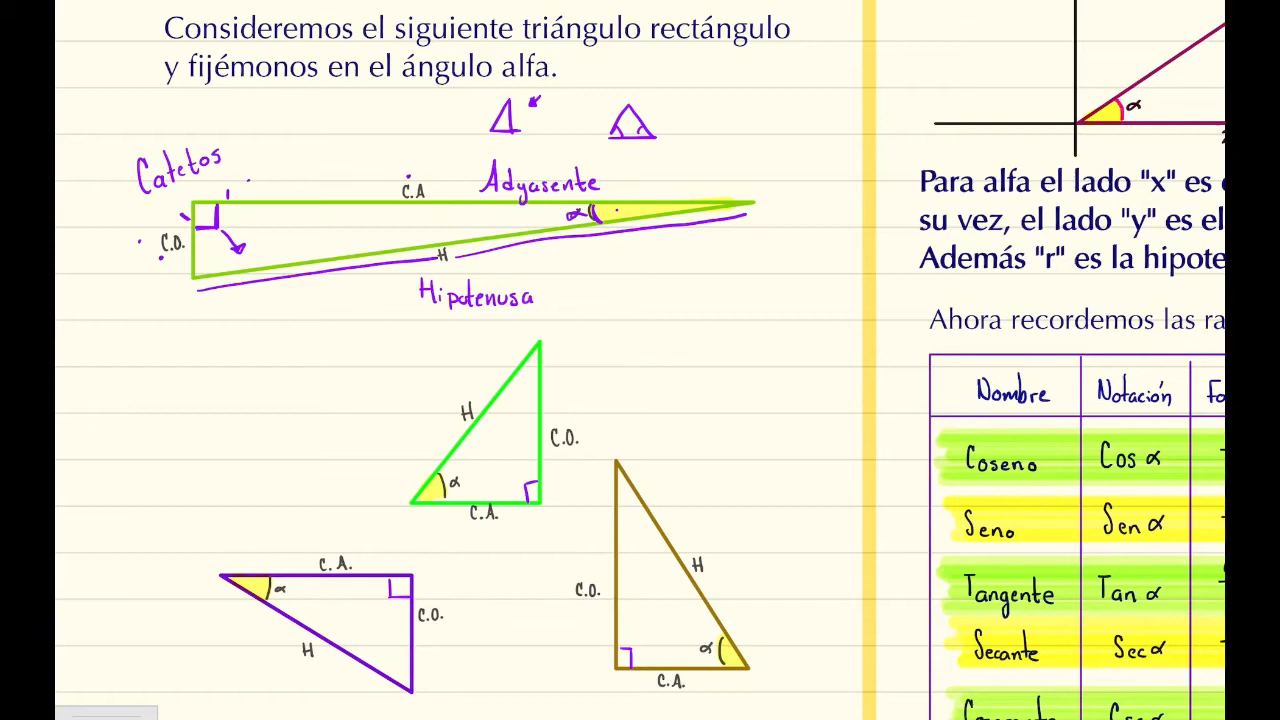 Consideremos el siguiente triángulo rectángulo
y fijémonos en el ángulo alfa.
Catetos
Adyasente
C.A
α
C.O.
H
Hipotenusa
H
C.O.
α
C.A.
C.A.
α
C.O.
H
H
C.O.
α
C.A.
α
Para alfa el lado "x" es
su vez, el lado "y" es el
Además "r" es la hipote
Ahora recordemos las ra
Nombre Notación Fo
Coseno Cos α
Seno Sen α
Tangente Tan α
Secante Sec α